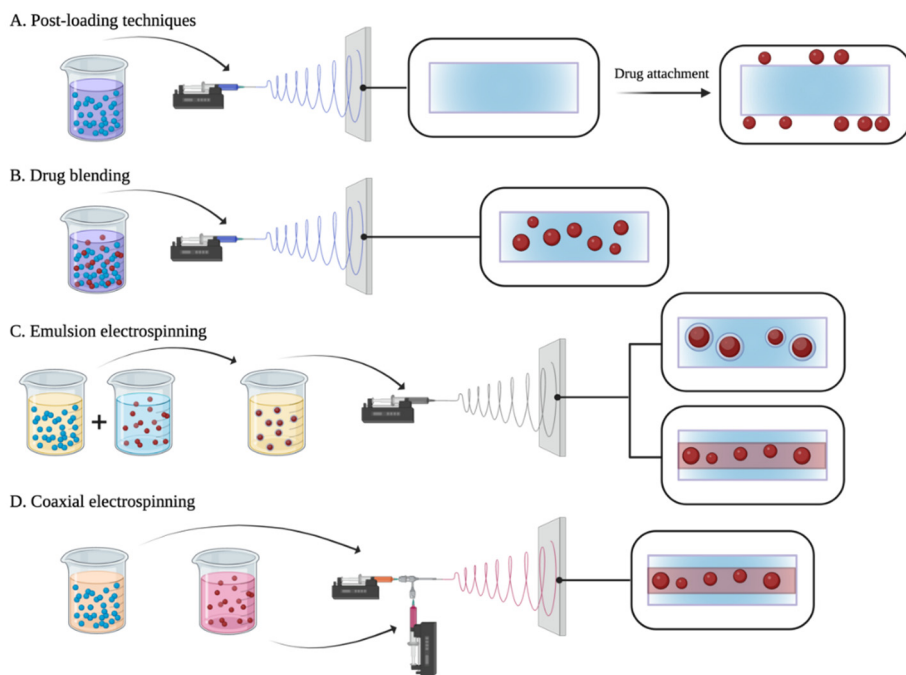 A. Post-loading techniques
Drug attachment
B. Drug blending
C. Emulsion electrospinning
+
D. Coaxial electrospinning